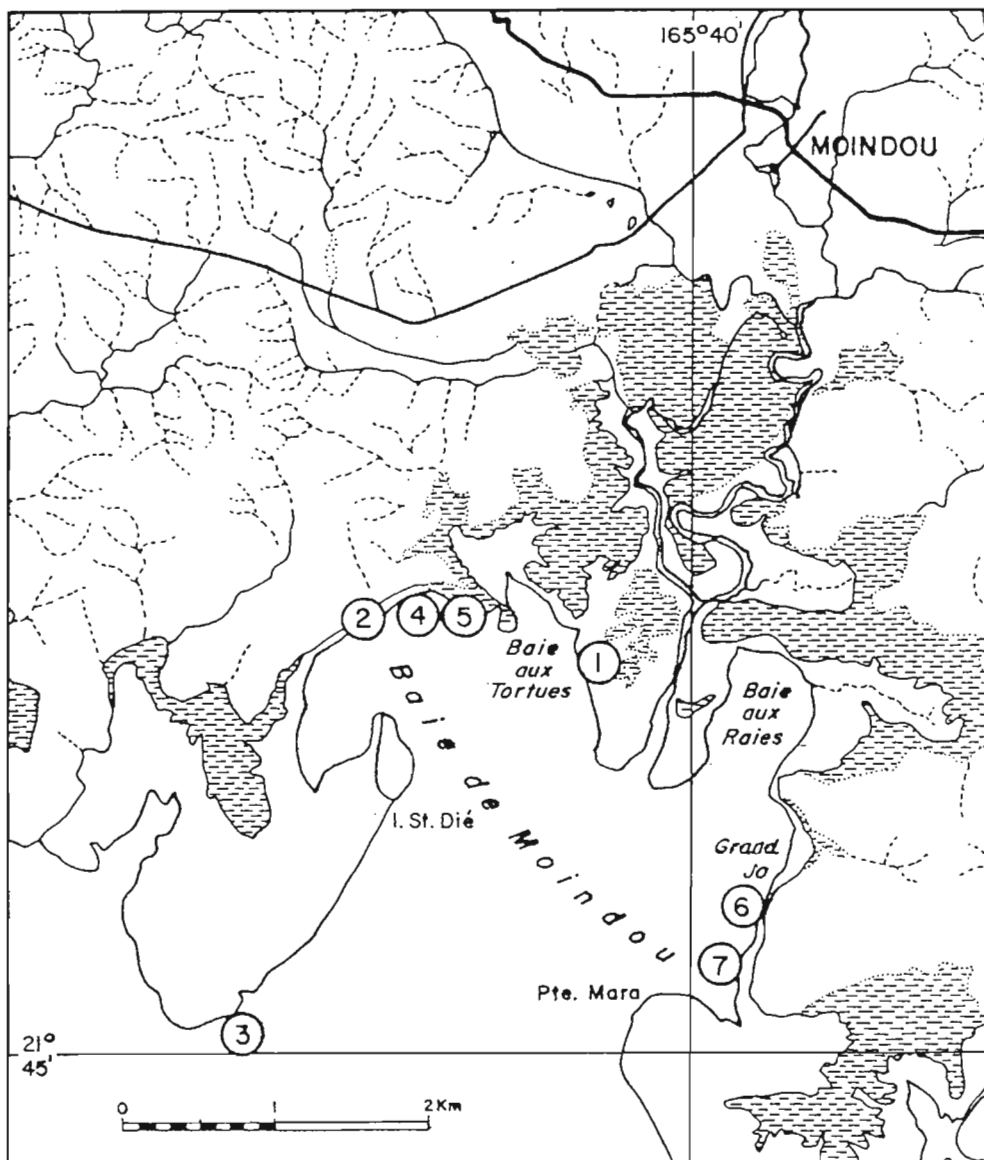 165°40'
MOINDOU
2
4
5
Baie
aux
Tortues
1
Baie
aux
Raies
Baie de Moindou
I. St. Dié
Grand
Ja
6
7
Pte. Mara
3
21°
45'
0 1 2 Km